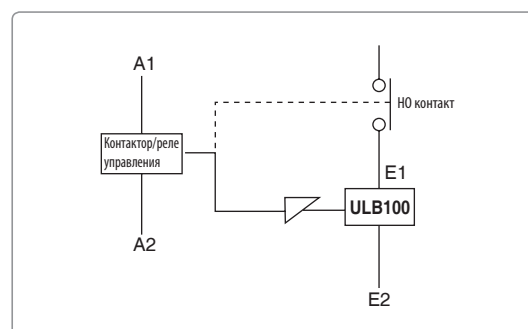 A1
НО контакт
Контактор/реле
управления
E1
ULB100
A2
E2